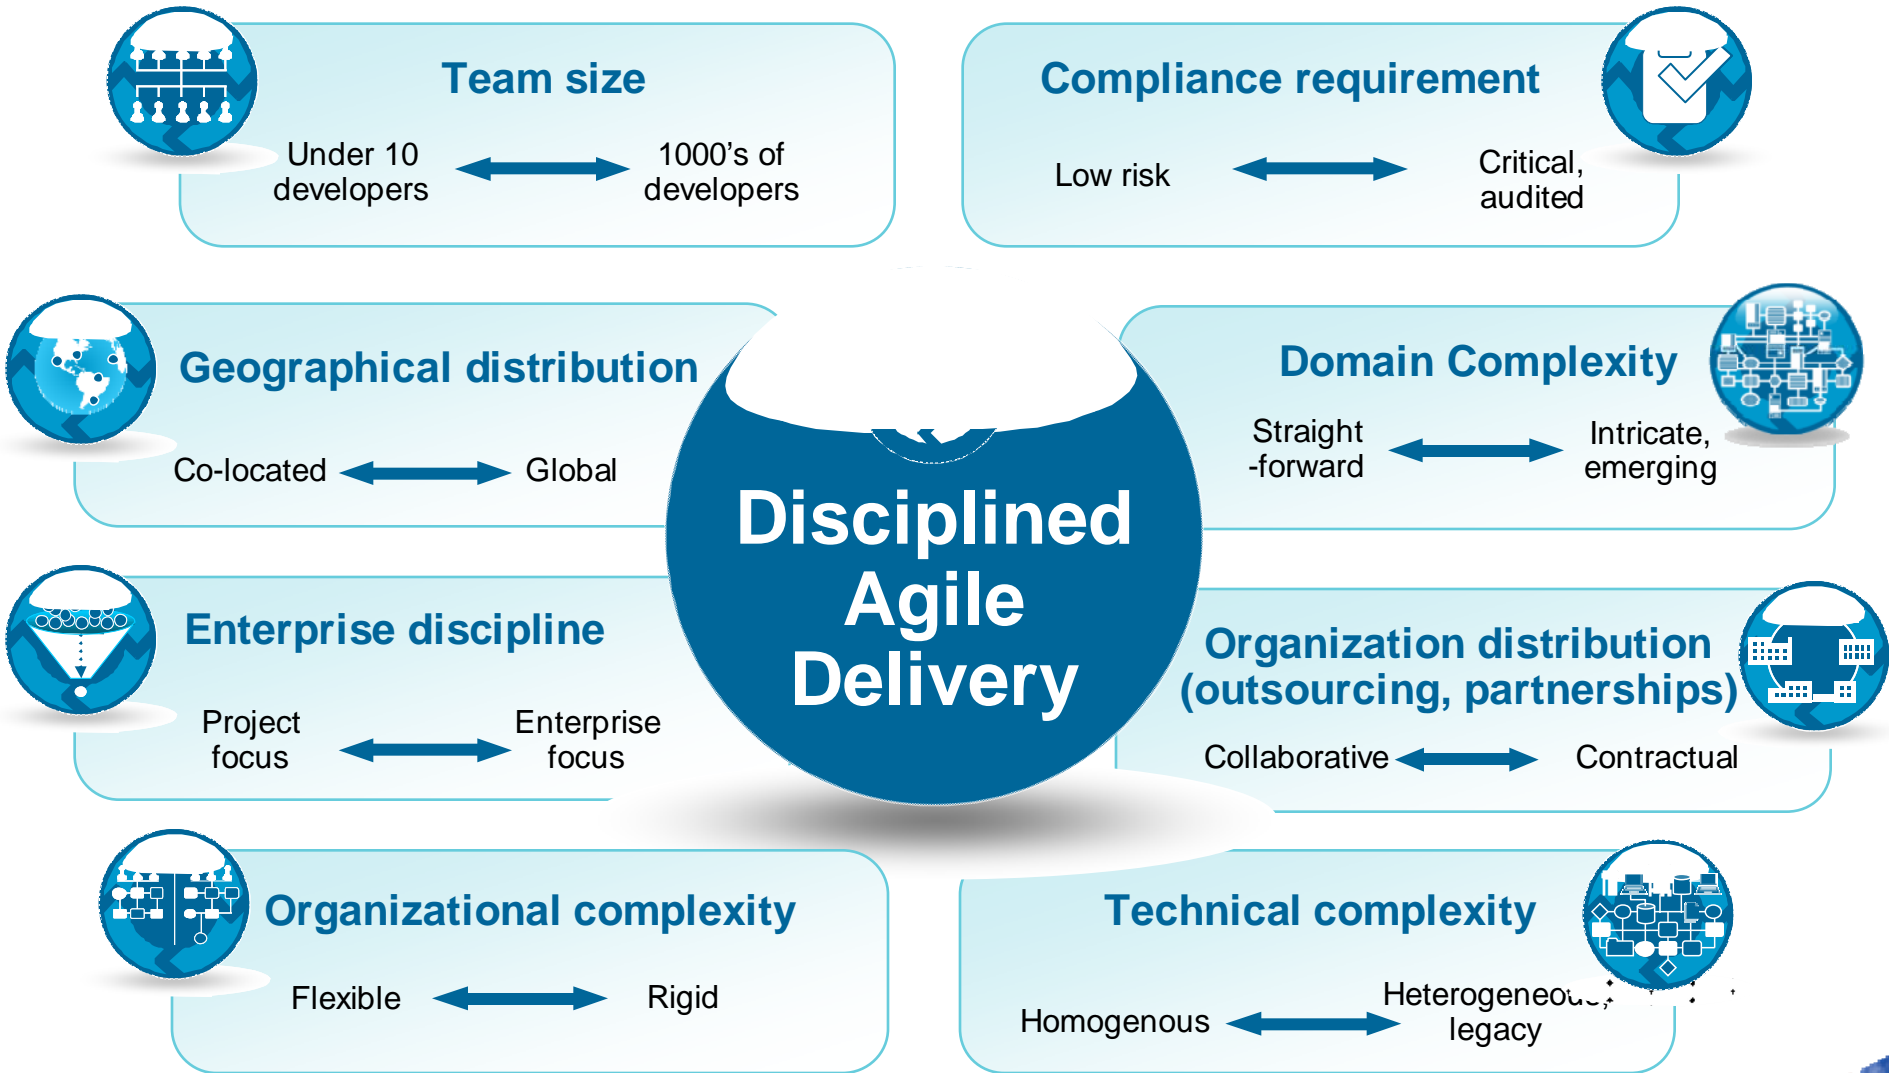 Team size
Under 10
developers
1000's of
developers
Compliance requirement
Low risk
Critical,
audited
Geographical distribution
Co-located
Global
Domain Complexity
Straight
-forward
Intricate,
emerging
Disciplined
Agile
Delivery
Enterprise discipline
Project
focus
Enterprise
focus
Organization distribution
(outsourcing, partnerships)
Collaborative
Contractual
Organizational complexity
Flexible
Rigid
Technical complexity
Homogenous
Heterogeneous,
legacy